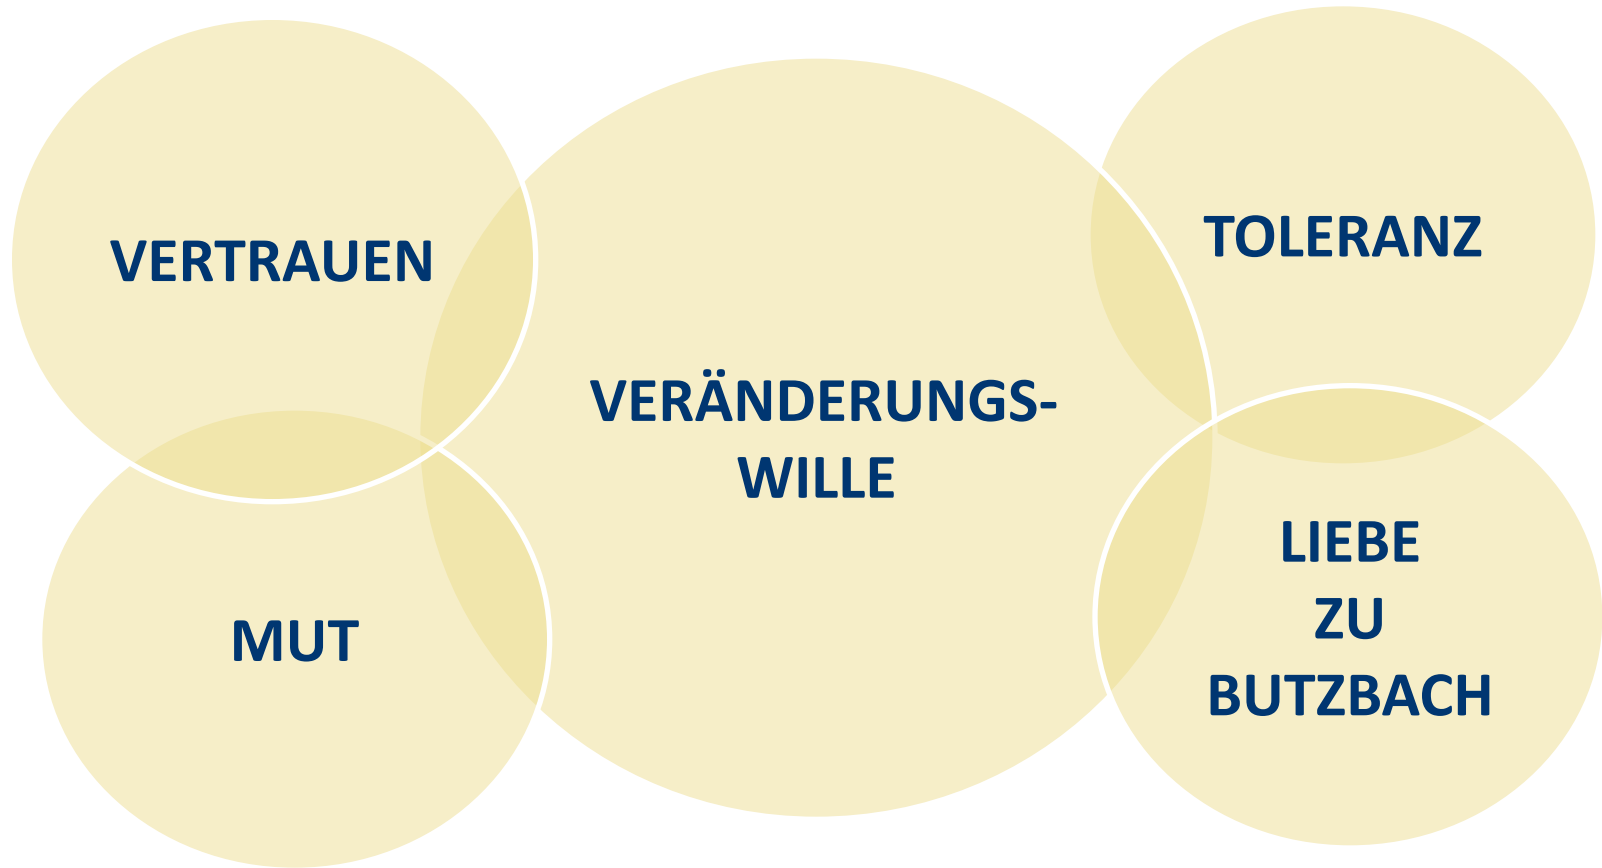 VERTRAUEN
MUT
VERÄNDERUNGS-
WILLE
TOLERANZ
LIEBE
ZU
BUTZBACH